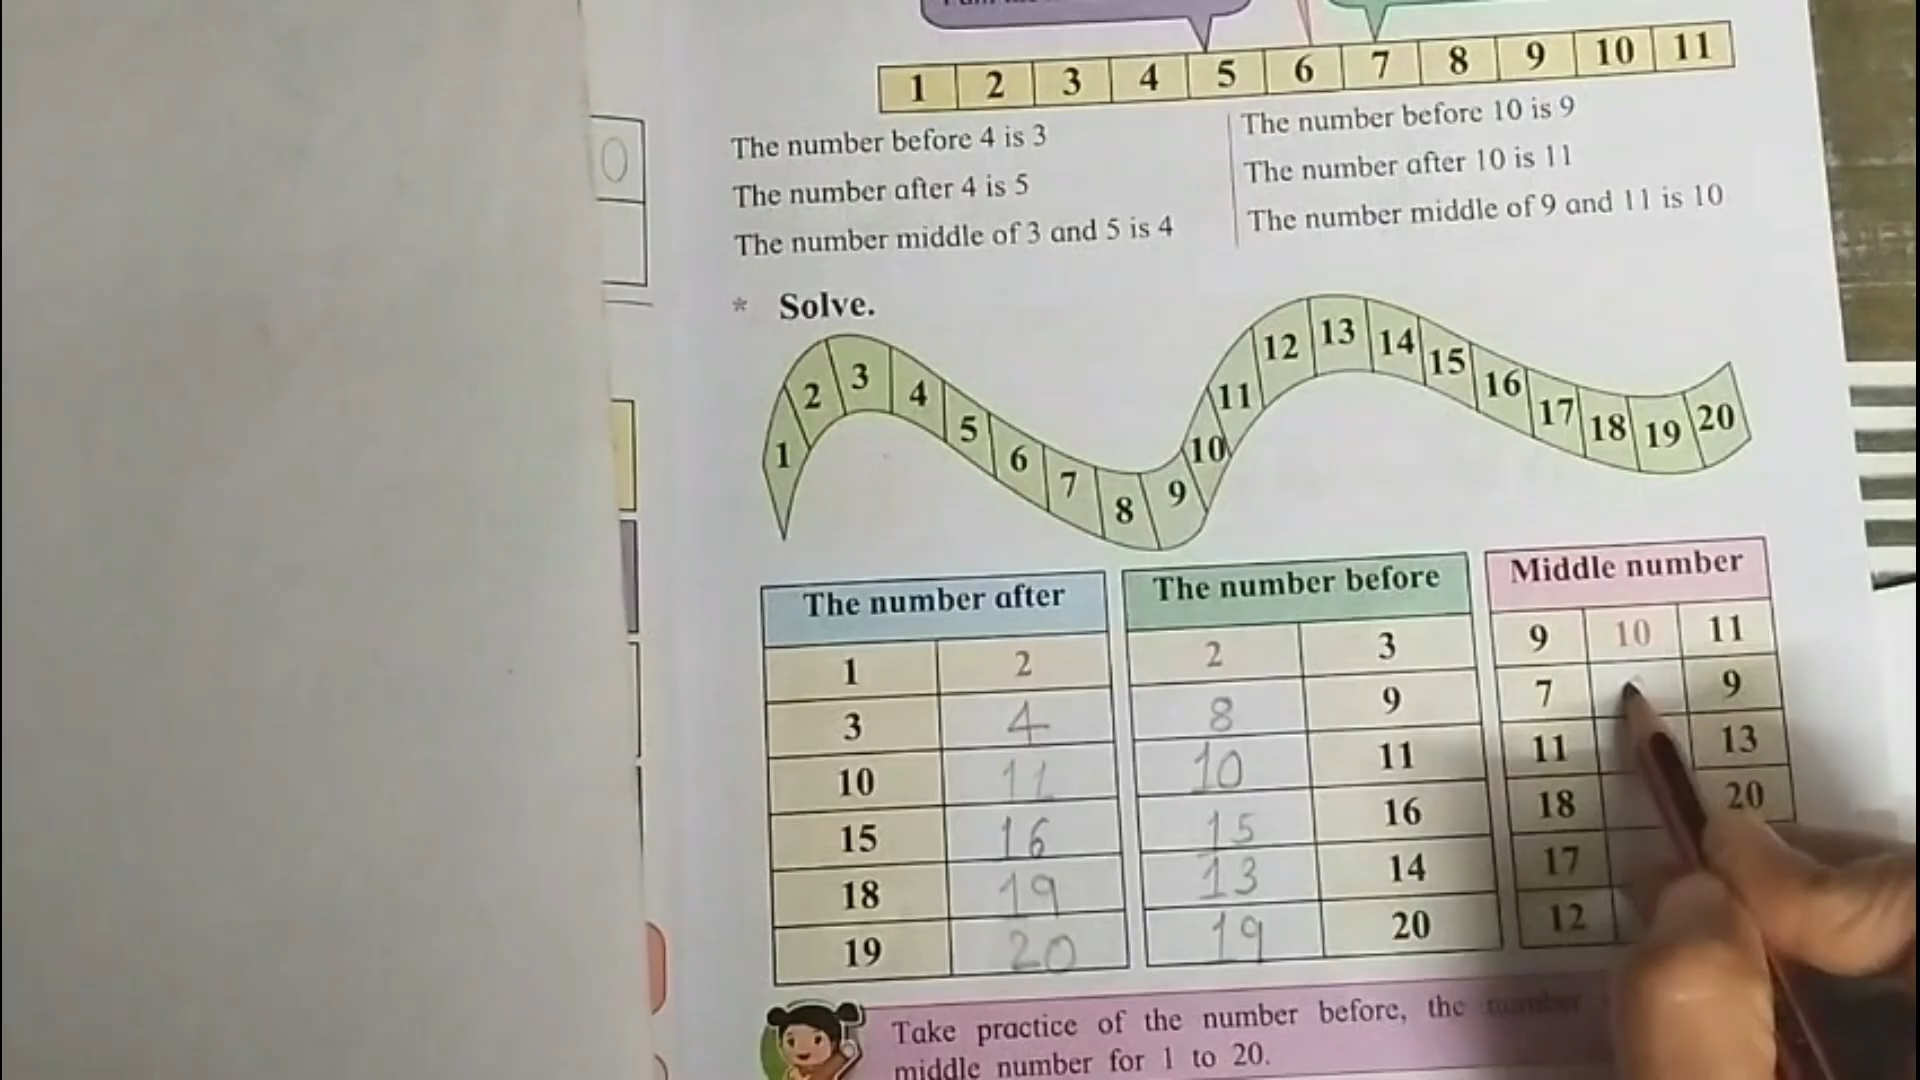 1 2 3 4 5 6 7 8 9 10 11
The number before 4 is 3
The number after 4 is 5
The number middle of 3 and 5 is 4
The number before 10 is 9
The number after 10 is 11
The number middle of 9 and 11 is 10
* Solve.
1 2 3 4 5 6 7 8 9 10 11 12 13 14 15 16 17 18 19 20
The number after
1 2
3 4
10 11
15 16
18 19
19 20
The number before
2 3
8 9
10 11
15 16
13 14
19 20
Middle number
9 10 11
7 9
11 13
18 20
17
12
Take practice of the number before, the number
middle number for 1 to 20.
0